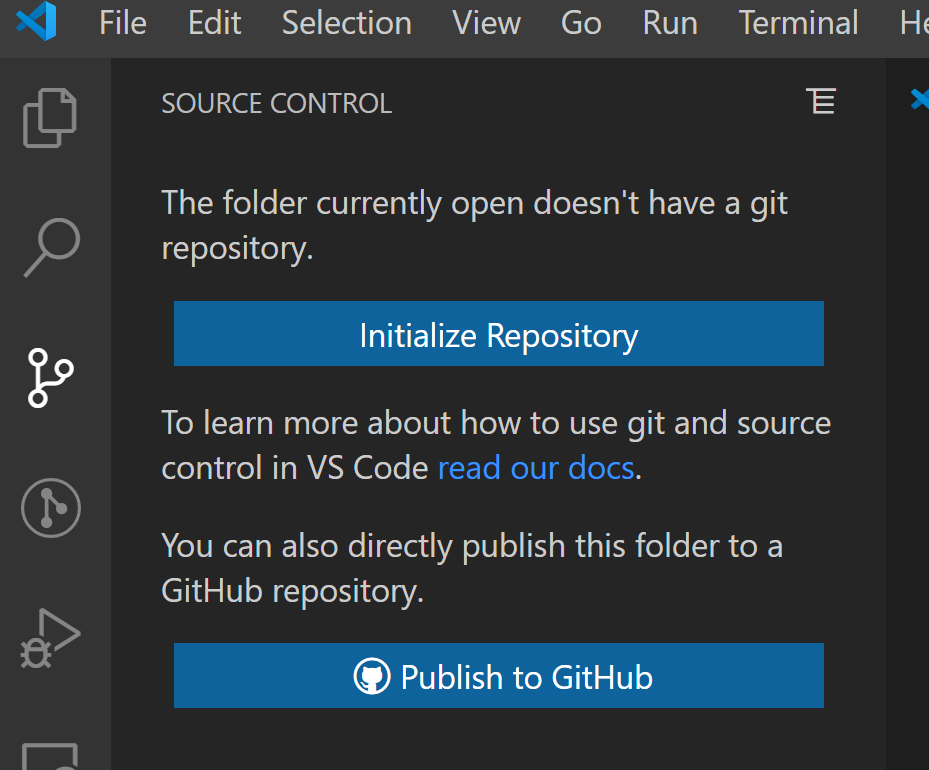 File Edit Selection View Go Run Terminal He
SOURCE CONTROL
The folder currently open doesn't have a git
repository.
Initialize Repository
To learn more about how to use git and source
control in VS Code read our docs.
You can also directly publish this folder to a
GitHub repository.
Publish to GitHub